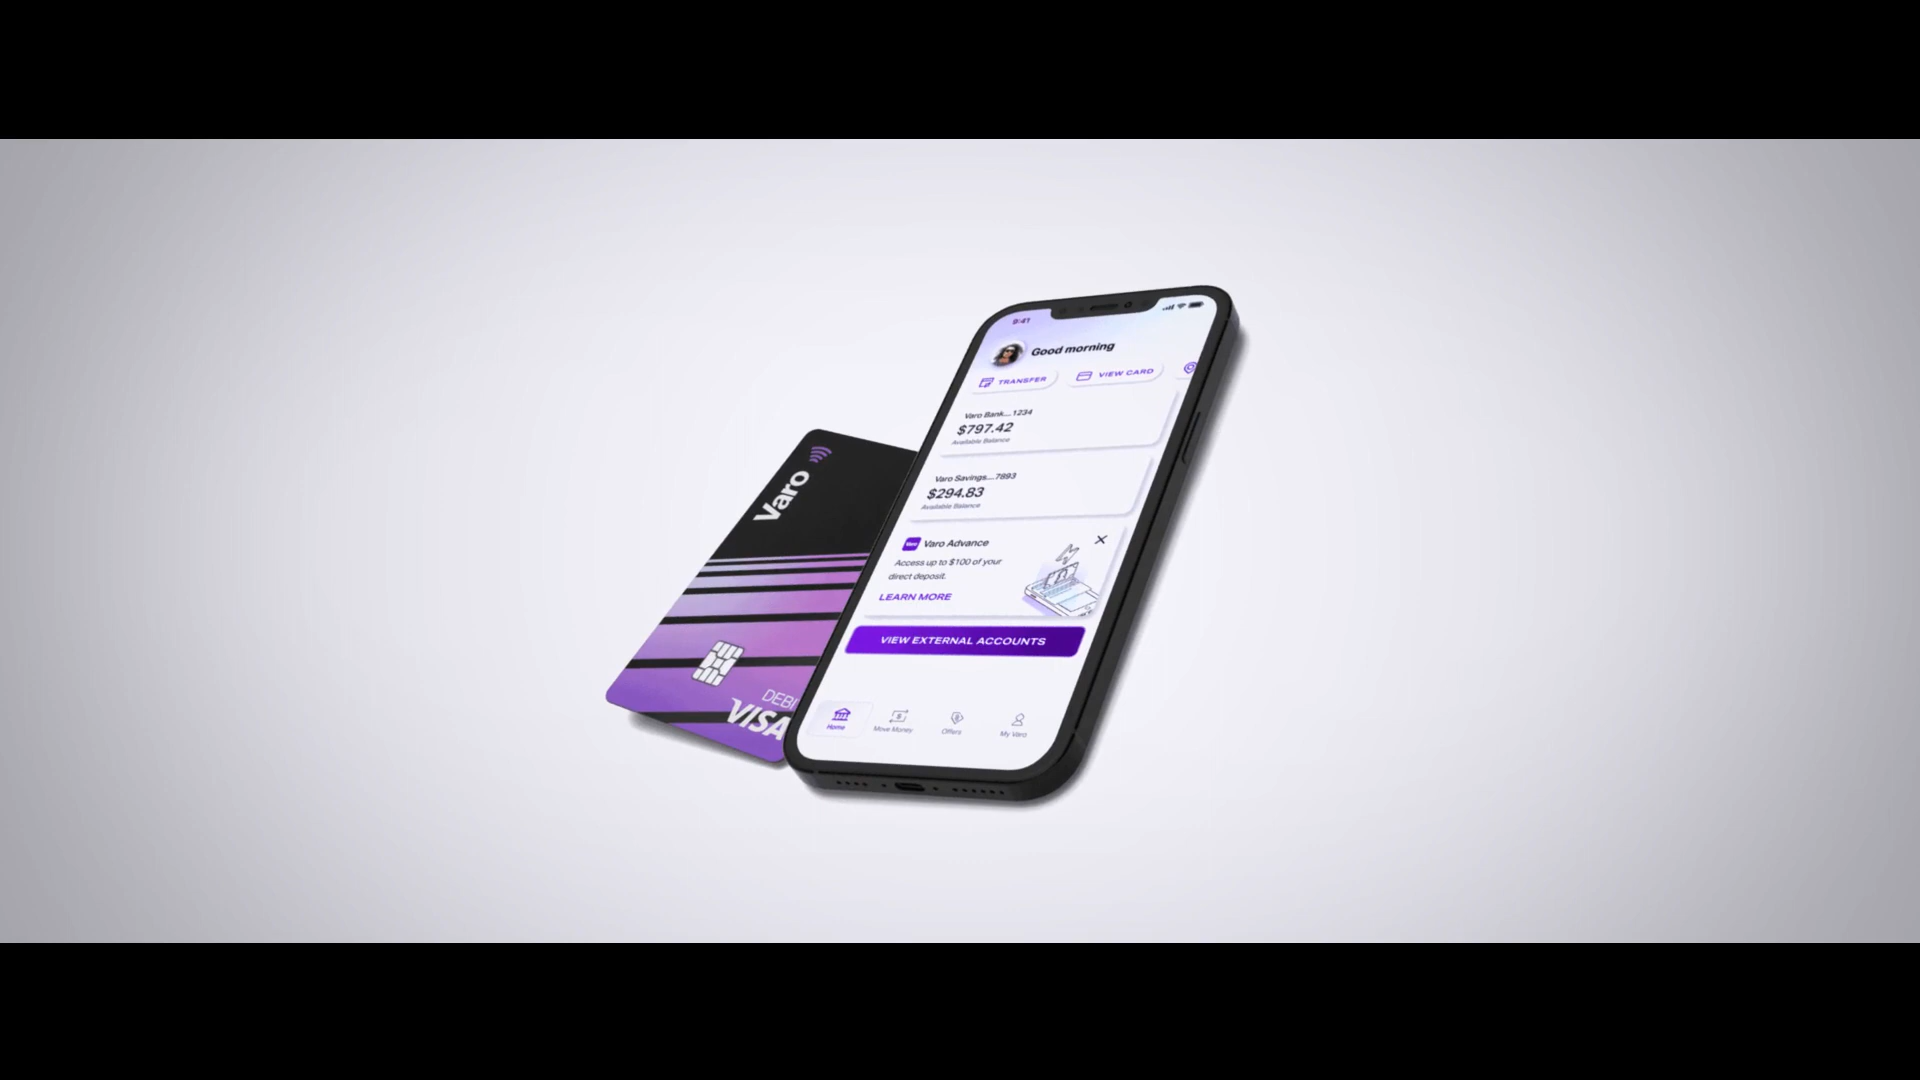 9:41
Good morning
TRANSFER
VIEW CARD
Varo Bank....1234
$797.42
Available Balance
Varo Savings....7893
$294.83
Available Balance
Varo
Varo Advance
Access up to $100 of your
direct deposit.
LEARN MORE
VIEW EXTERNAL ACCOUNTS
Home
Move Money
Offers
My Varo
Varo
DEBI
VISA